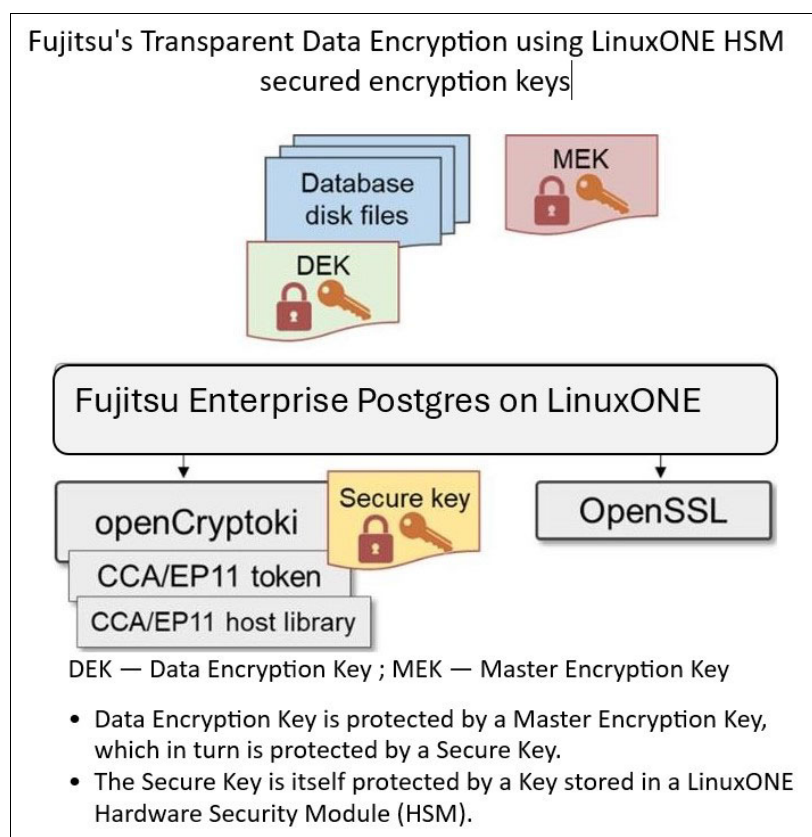 Fujitsu's Transparent Data Encryption using LinuxONE HSM
secured encryption keys
MEK
Database
disk files
DEK
Fujitsu Enterprise Postgres on LinuxONE
Secure key
openCryptoki
OpenSSL
CCA/EP11 token
CCA/EP11 host library
DEK — Data Encryption Key ; MEK — Master Encryption Key
• Data Encryption Key is protected by a Master Encryption Key,
which in turn is protected by a Secure Key.
• The Secure Key is itself protected by a Key stored in a LinuxONE
Hardware Security Module (HSM).